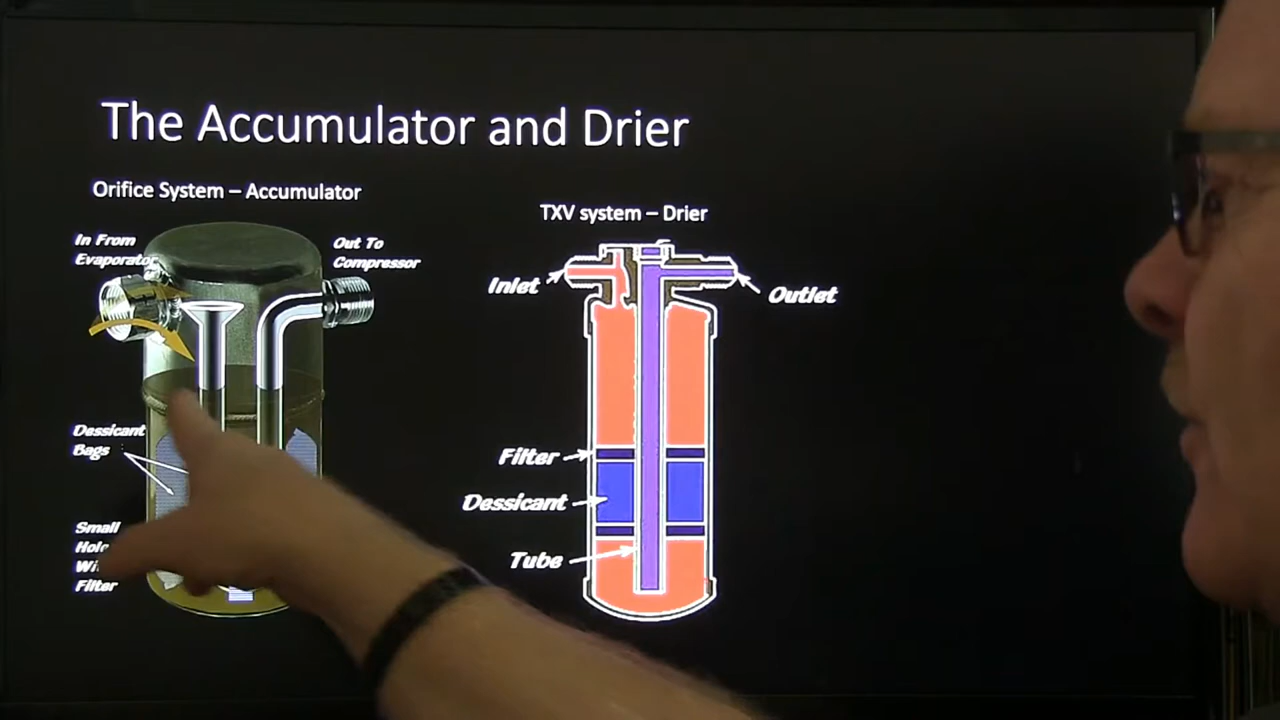 The Accumulator and Drier
Orifice System – Accumulator
In From
Evaporator
Out To
Compressor
Dessicant
Bags
Small
Filter
TXV system – Drier
Inlet
Outlet
Filter
Dessicant
Tube